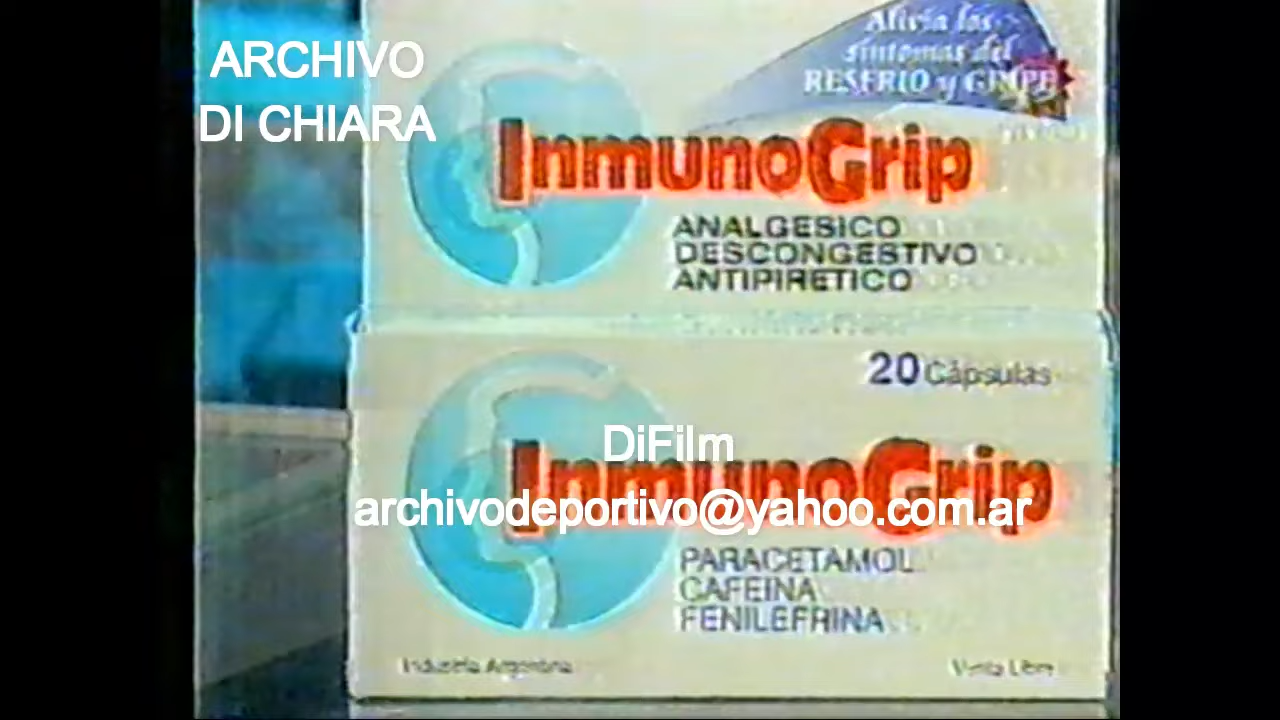 ARCHIVO
DI CHIARA
Alivia los
síntomas del
RESFRIO y GRIPE
InmunoGrip
ANALGESICO
DESCONGESTIVO
ANTIPIRETICO
20 Cápsulas
DiFilm
InmunoGrip
archivodeportivo@yahoo.com.ar
PARACETAMOL
CAFEINA
FENILEFRINA
Industria Argentina
Venta Libre